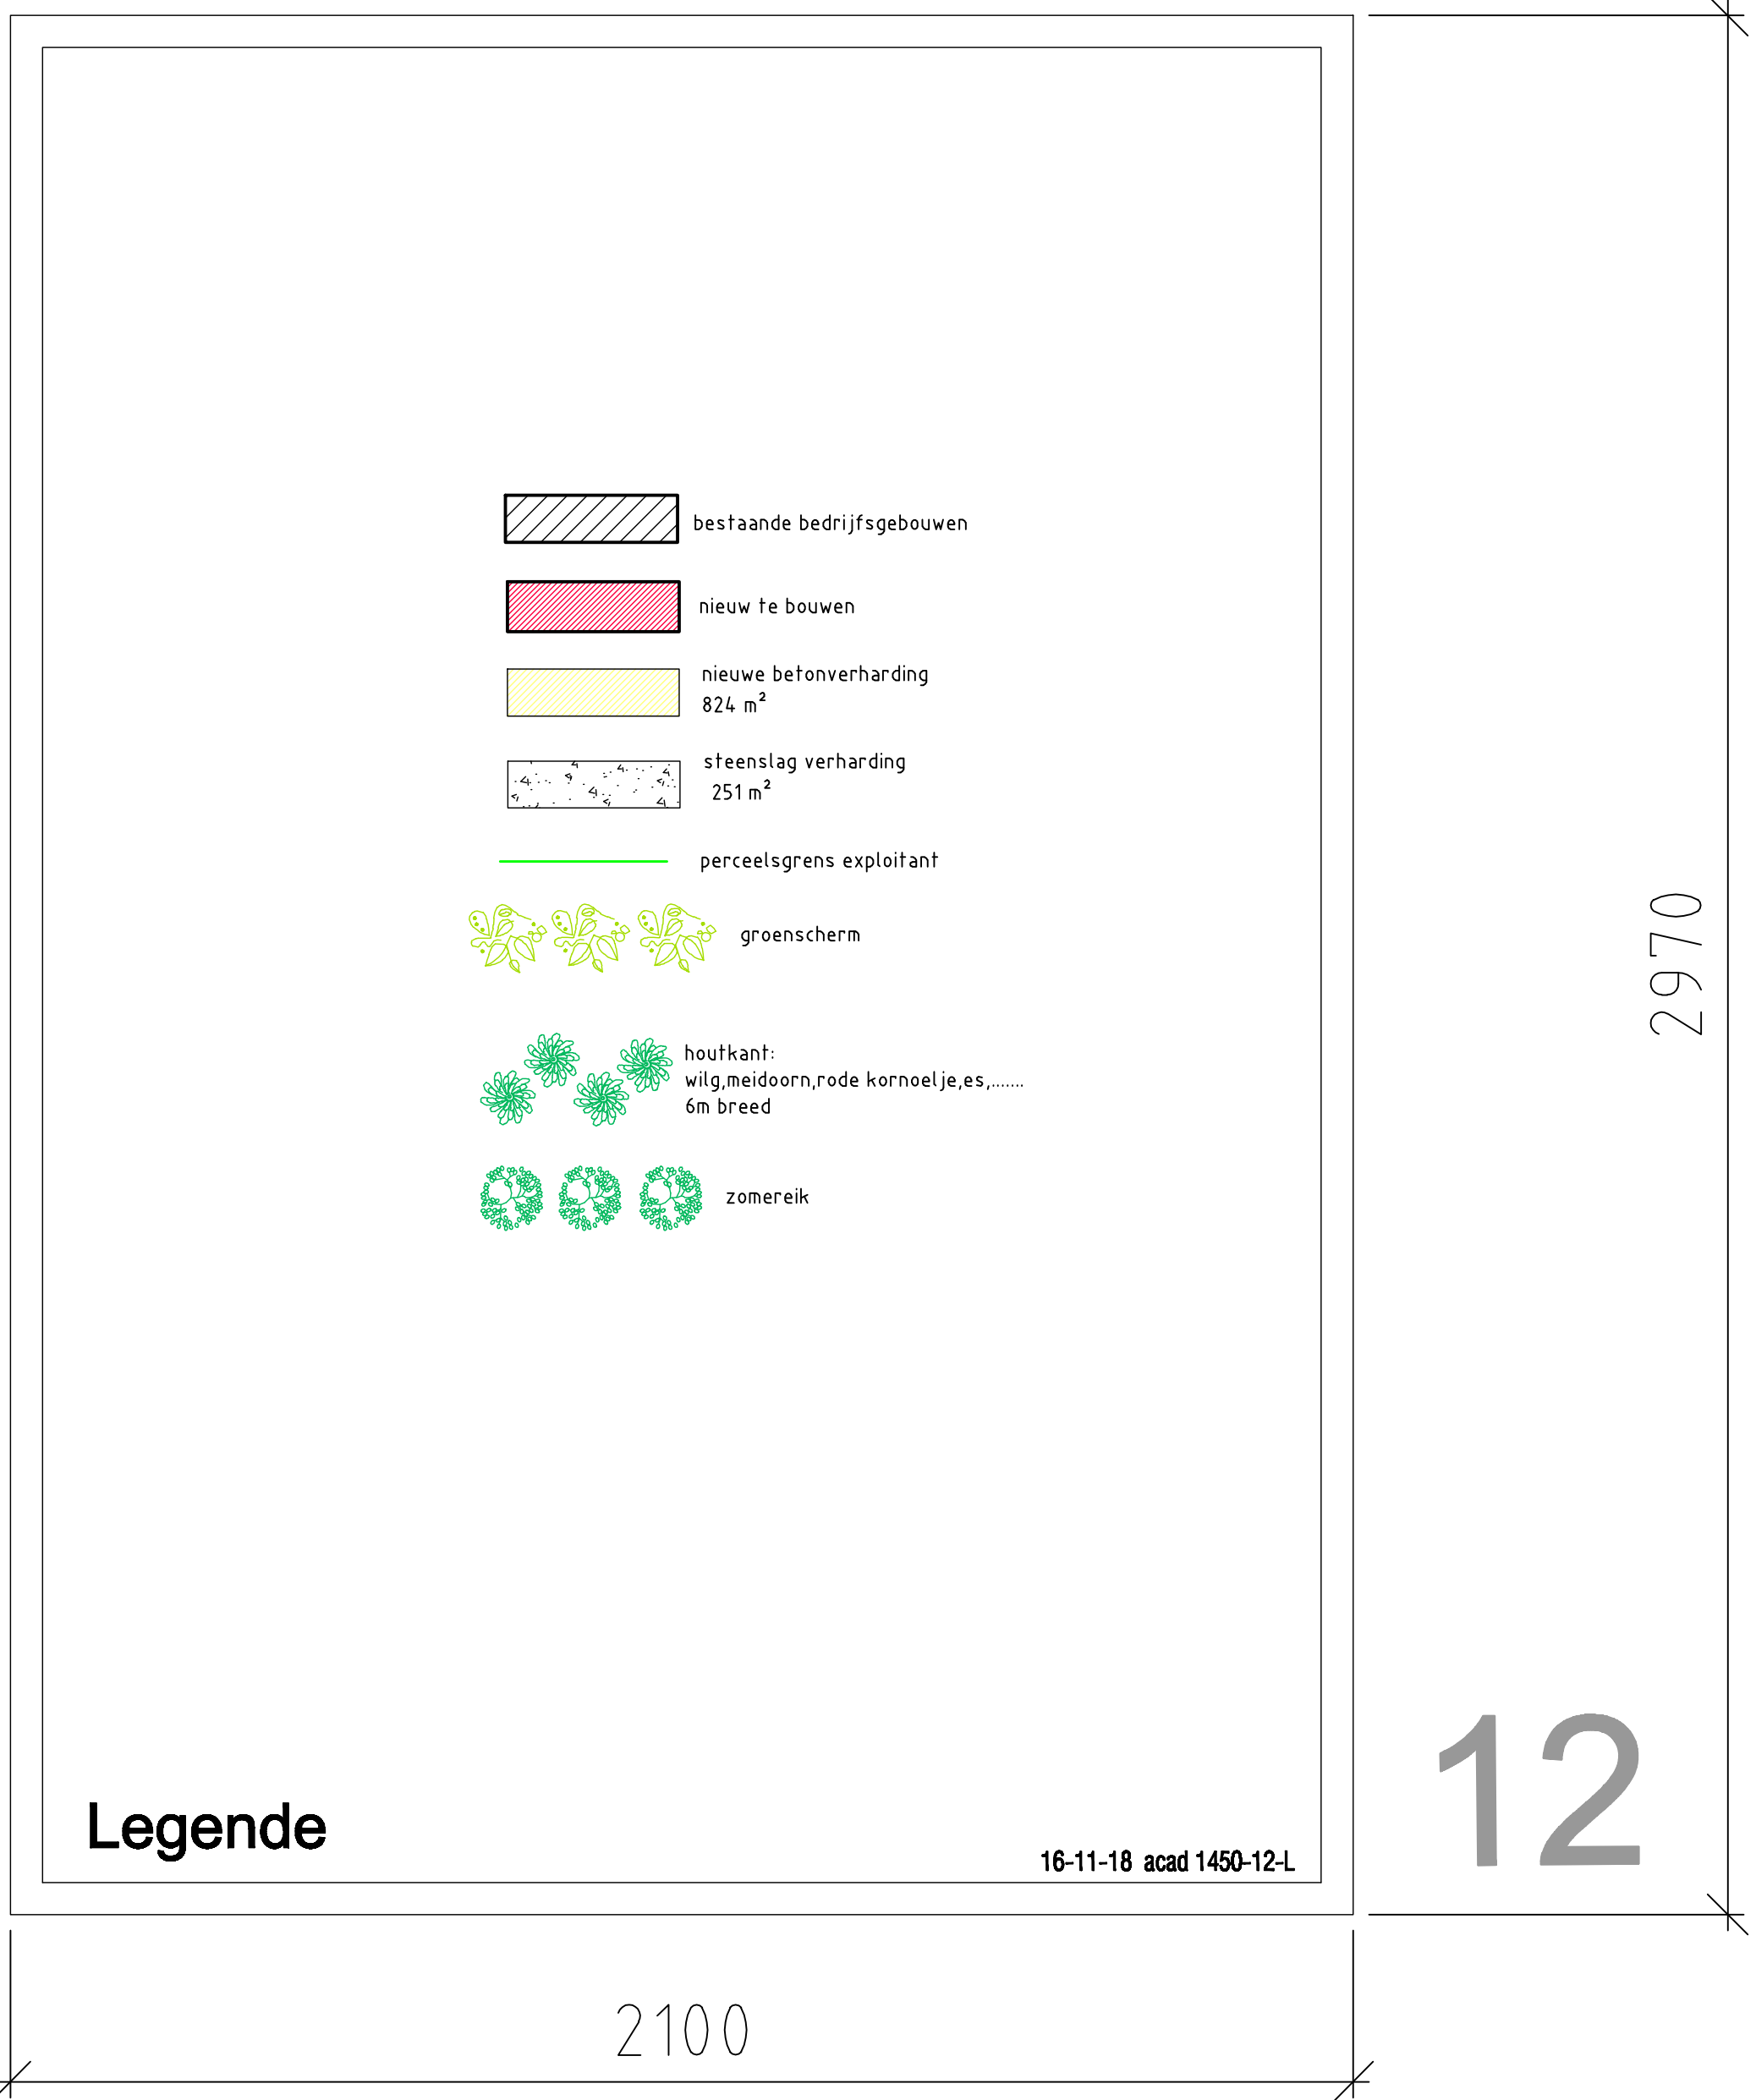 bestaande bedrijfsgebouwen
nieuw te bouwen
nieuwe betonverharding
824 m²
steenslag verharding
251 m²
perceelsgrens exploitant
groenscherm
houtkant:
wilg,meidoorn,rode kornoelje,es,.......
6m breed
zomereik
2970
12
Legende
16-11-18 acad 1450-12-L
2100